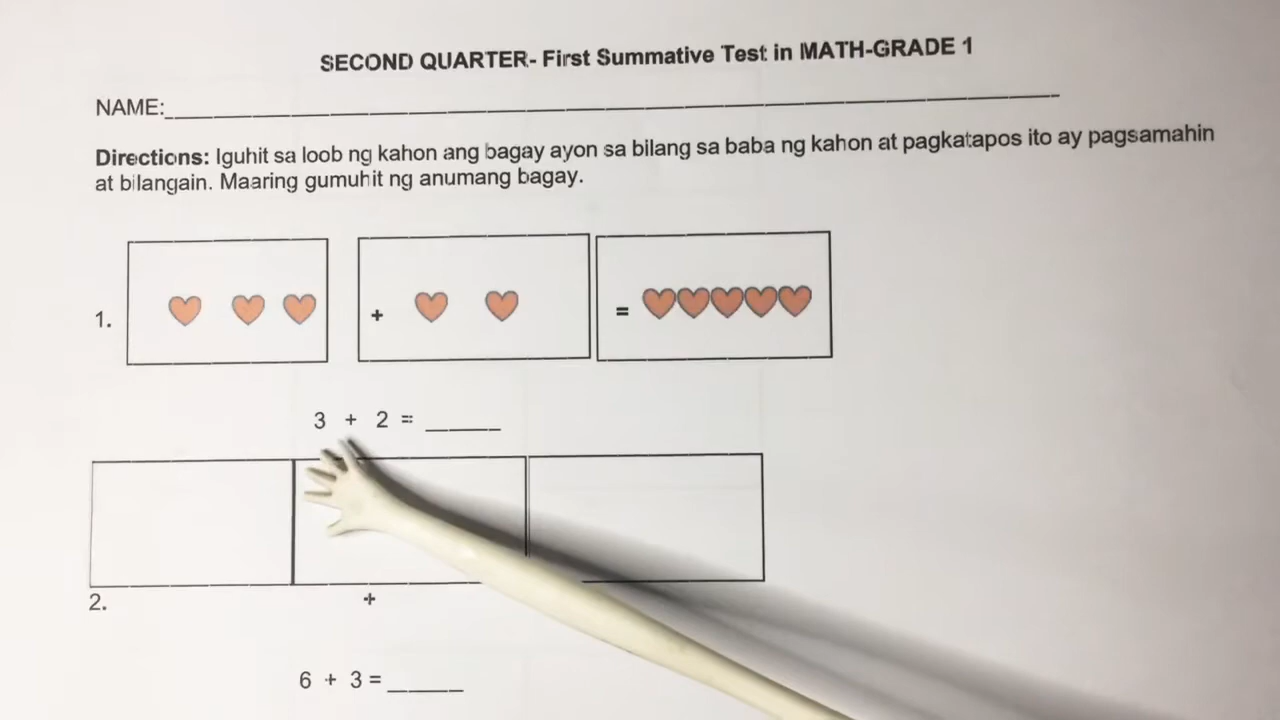 SECOND QUARTER- First Summative Test in MATH-GRADE 1
NAME:
Directions: Iguhit sa loob ng kahon ang bagay ayon sa bilang sa baba ng kahon at pagkatapos ito ay pagsamahin
at bilangain. Maaring gumuhit ng anumang bagay.
1. + =
3 + 2 = _____
2. +
6 + 3 = _____